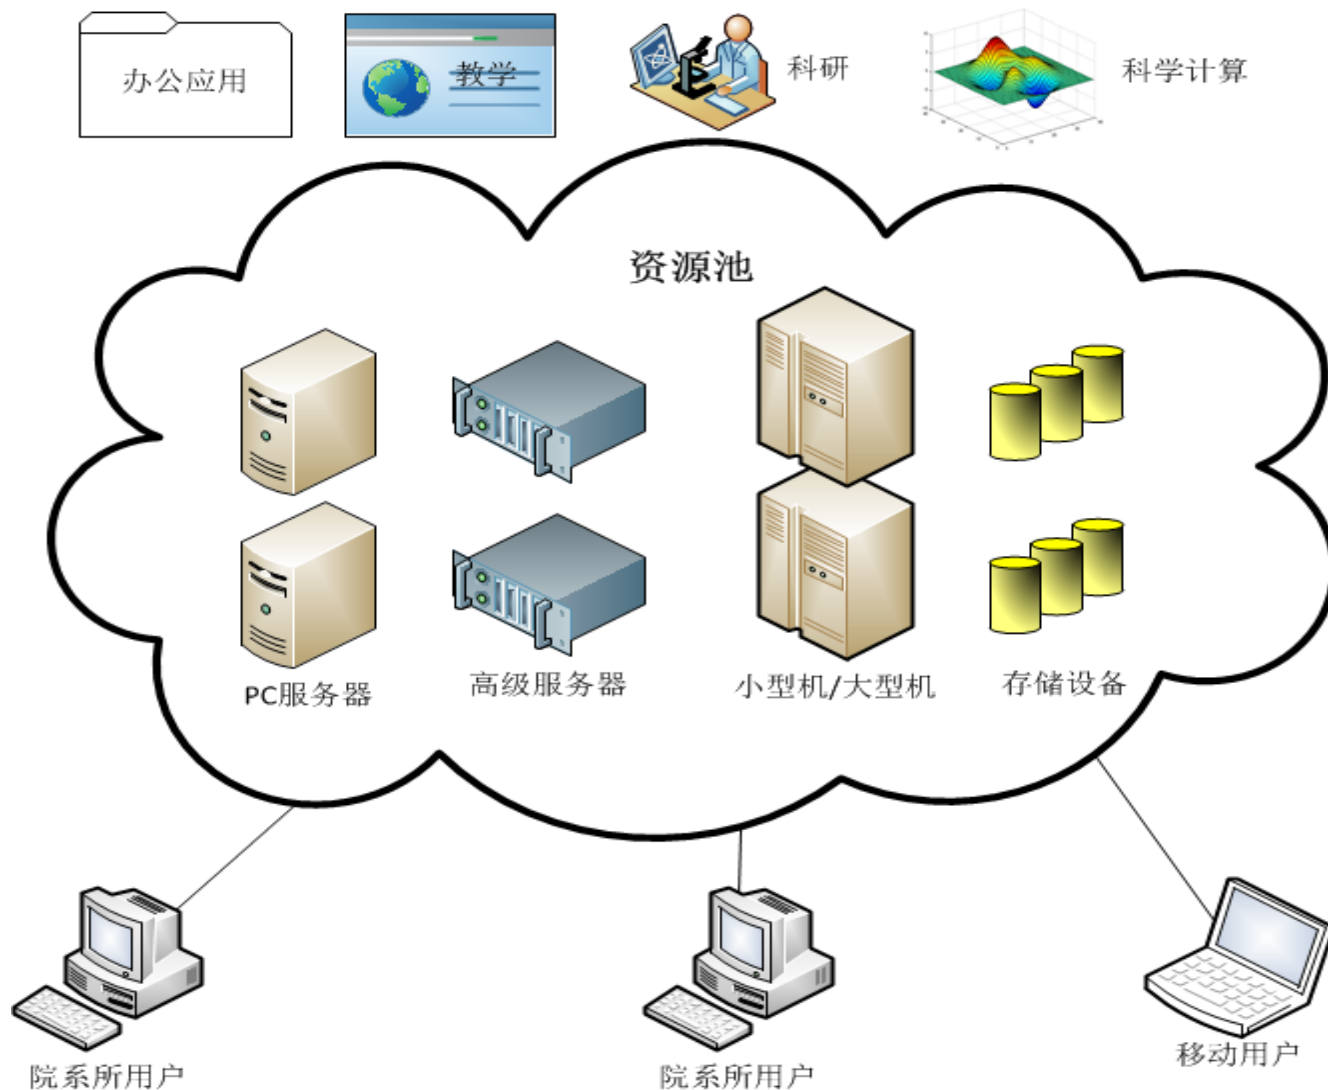 办公应用
教学
科研
科学计算
资源池
PC服务器
高级服务器
小型机/大型机
存储设备
院系所用户
院系所用户
移动用户